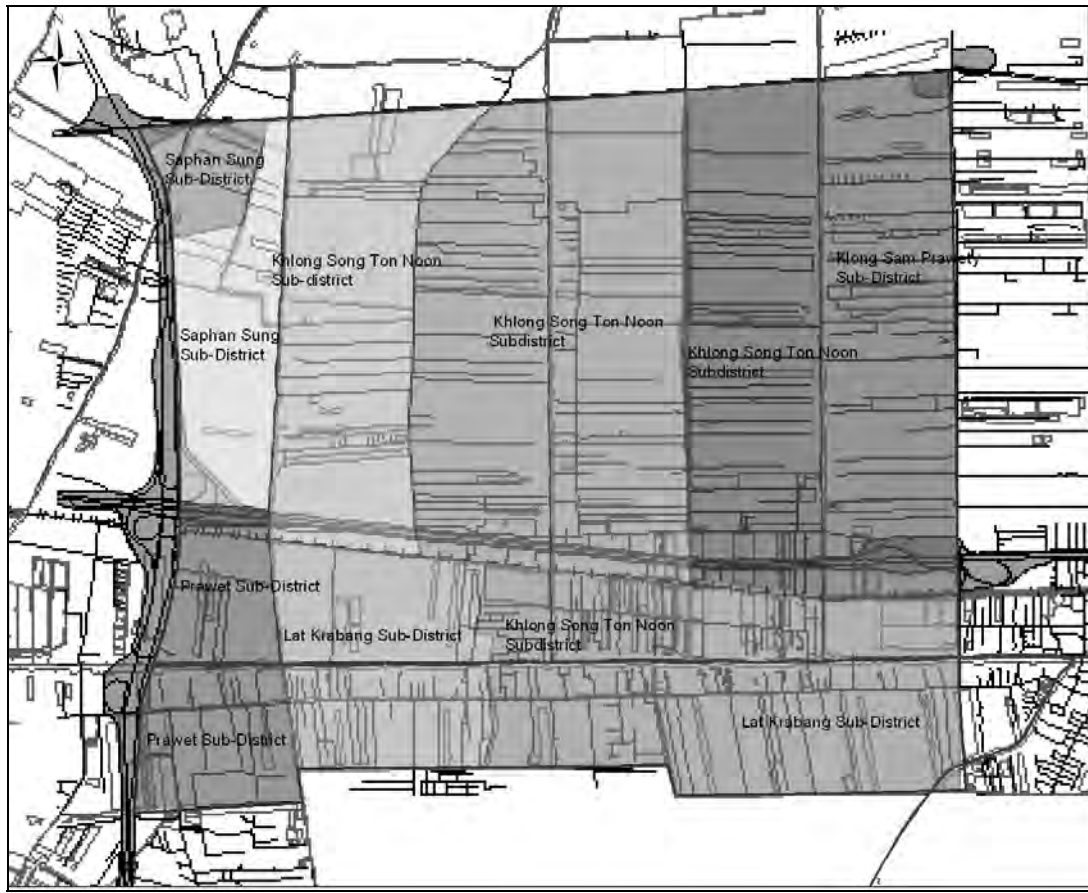 Saphan Sung
Sub-District
Khlong Song Ton Noon
Sub-district
Klong Sam Prawety
Sub-District
Saphan Sung
Sub-District
Khlong Song Ton Noon
Subdistrict
Khlong Song Ton Noon
Subdistrict
Prawet Sub-District
Lat Krabang Sub-District
Khlong Song Ton Noon
Subdistrict
Lat Krabang Sub-District
Prawet Sub-District